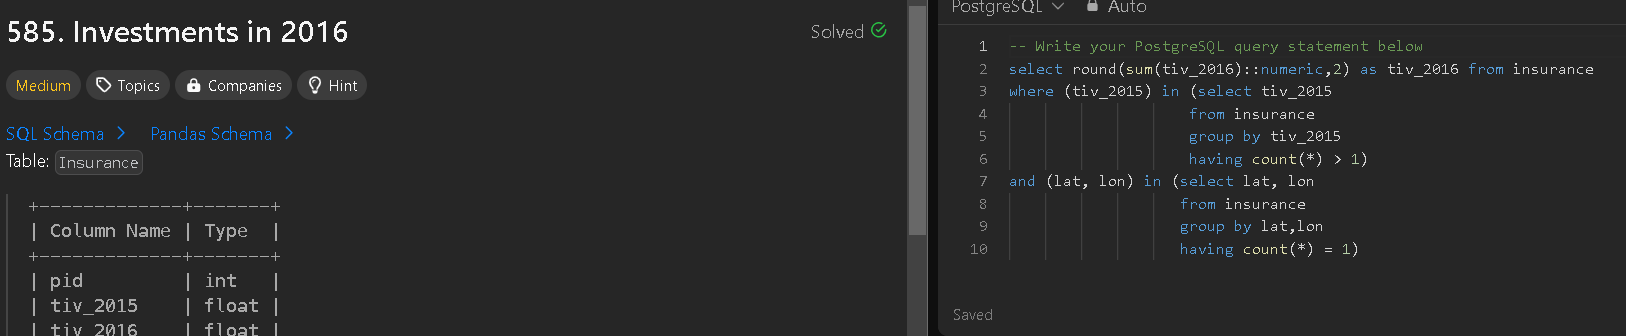 585. Investments in 2016
Solved
Medium Topics Companies Hint
SQL Schema Pandas Schema
Table: Insurance
+-------------+-------+
| Column Name | Type |
+-------------+-------+
| pid | int |
| tiv_2015 | float |
| tiv_2016 | float |
PostgreSQL Auto
1 -- Write your PostgreSQL query statement below
2 select round(sum(tiv_2016)::numeric,2) as tiv_2016 from insurance
3 where (tiv_2015) in (select tiv_2015
4 from insurance
5 group by tiv_2015
6 having count(*) > 1)
7 and (lat, lon) in (select lat, lon
8 from insurance
9 group by lat,lon
10 having count(*) = 1)
Saved